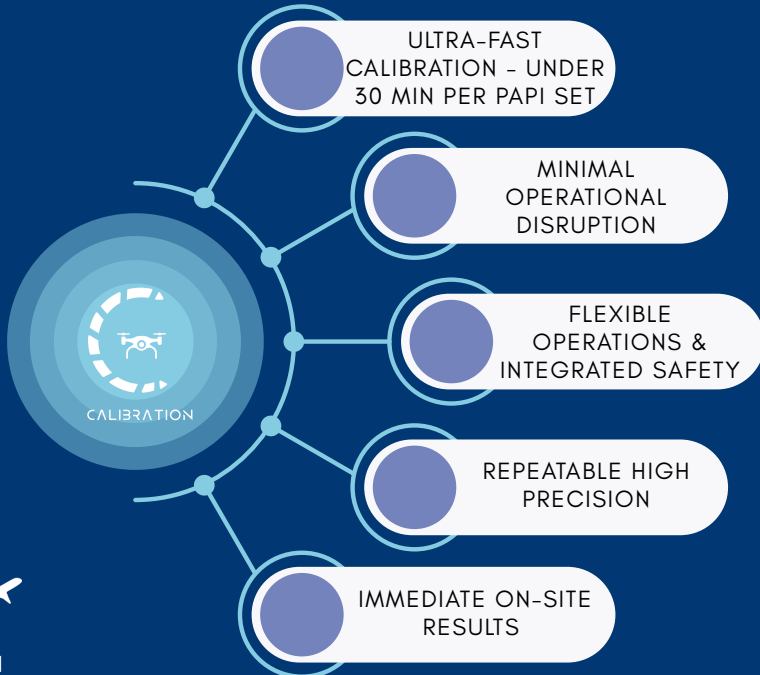 ULTRA-FAST
CALIBRATION - UNDER
30 MIN PER PAPI SET
MINIMAL
OPERATIONAL
DISRUPTION
FLEXIBLE
OPERATIONS &
INTEGRATED SAFETY
CALIBRATION
REPEATABLE HIGH
PRECISION
IMMEDIATE ON-SITE
RESULTS